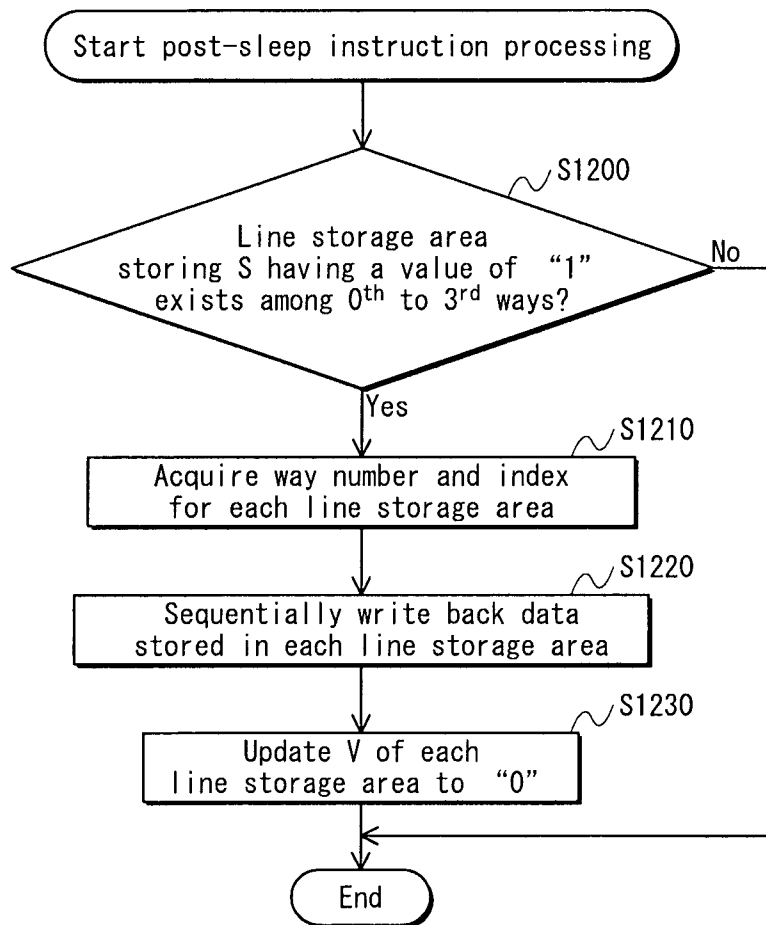 Start post-sleep instruction processing
S1200
Line storage area
storing S having a value of “1”
exists among 0th to 3rd ways?
No
Yes
S1210
Acquire way number and index
for each line storage area
S1220
Sequentially write back data
stored in each line storage area
S1230
Update V of each
line storage area to “0”
End